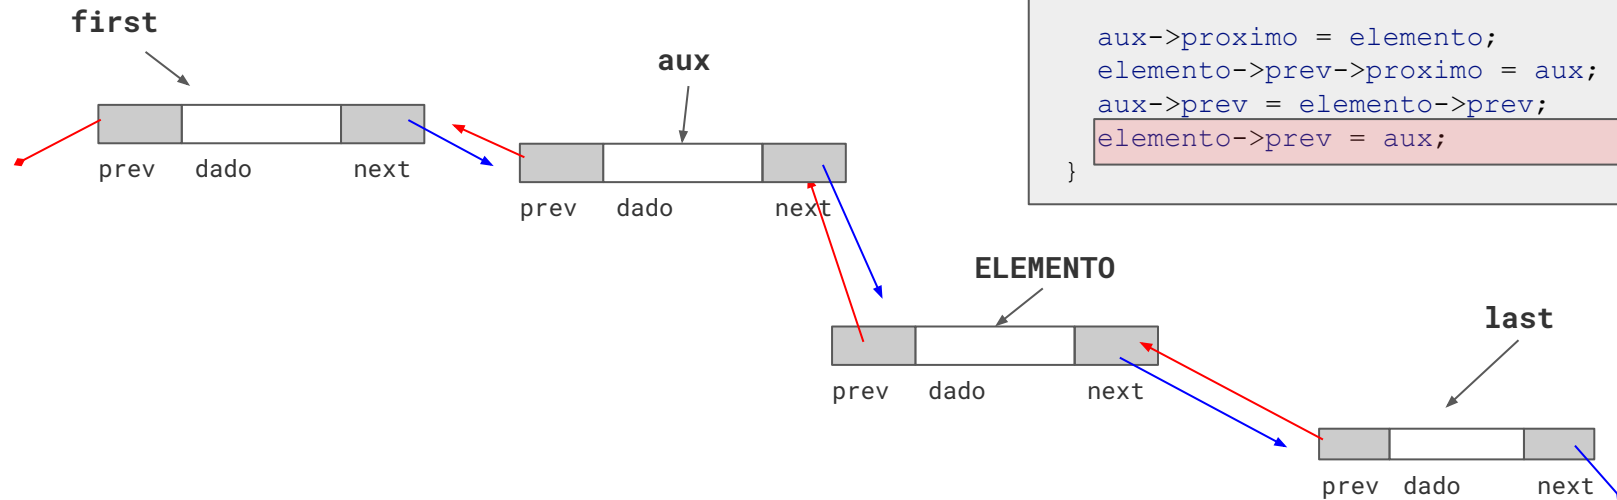 first
aux
aux->proximo = elemento;
elemento->prev->proximo = aux;
aux->prev = elemento->prev;
elemento->prev = aux;
}
prev dado next
prev dado next
ELEMENTO
last
prev dado next
prev dado next